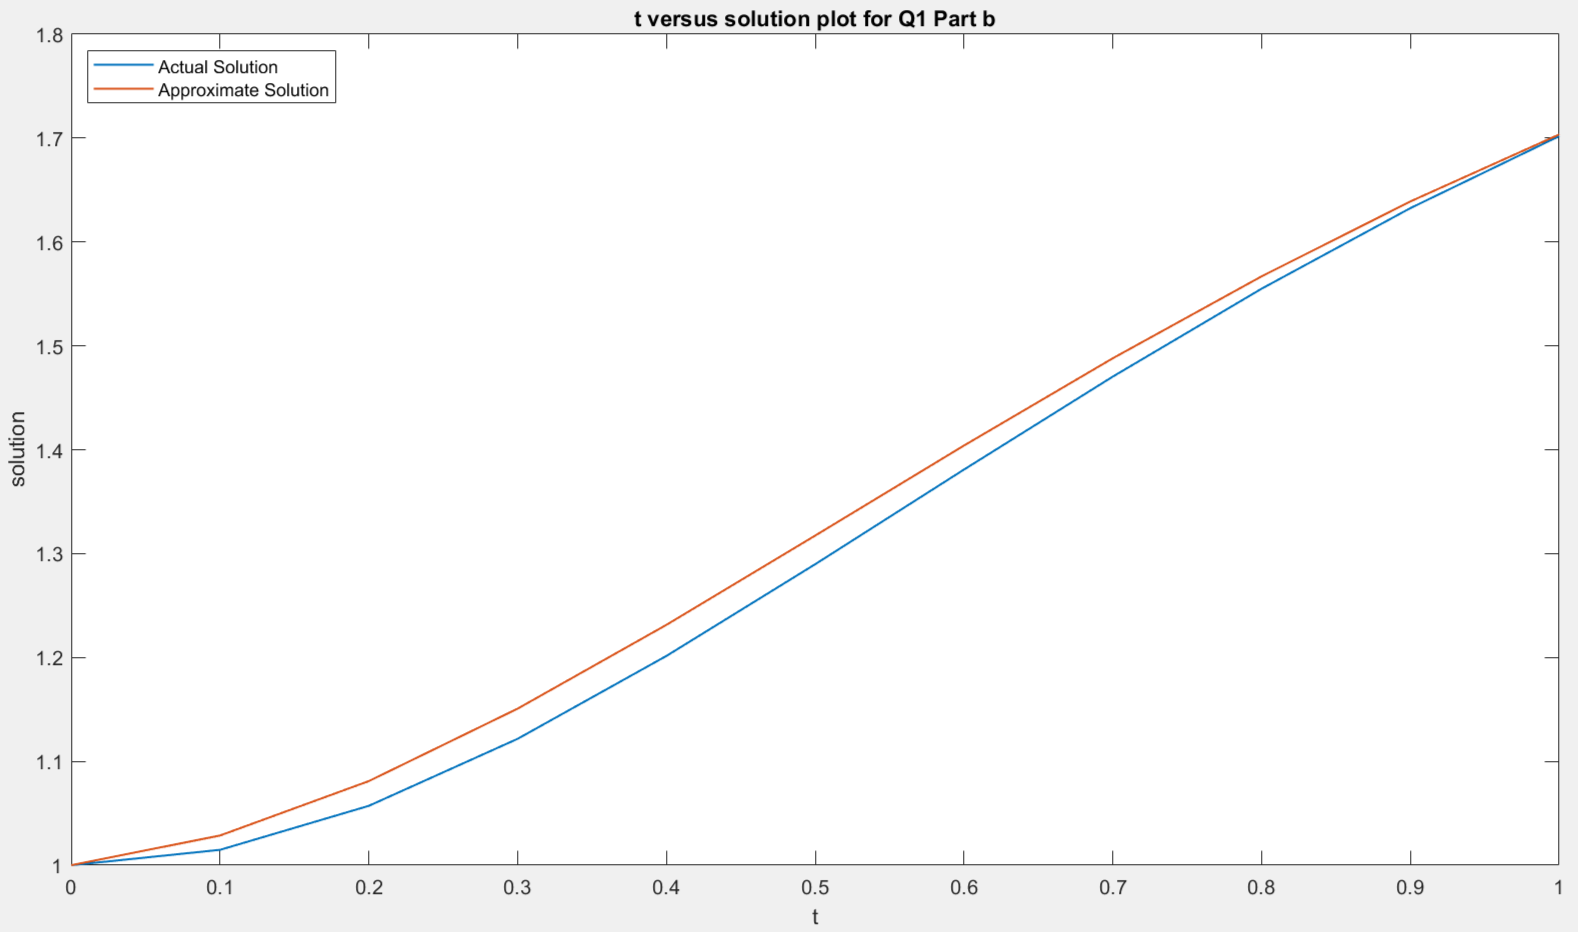 t versus solution plot for Q1 Part b
Actual Solution
Approximate Solution
1.8
1.7
1.6
1.5
1.4
1.3
1.2
1.1
1
solution
0 0.1 0.2 0.3 0.4 0.5 0.6 0.7 0.8 0.9 1
t